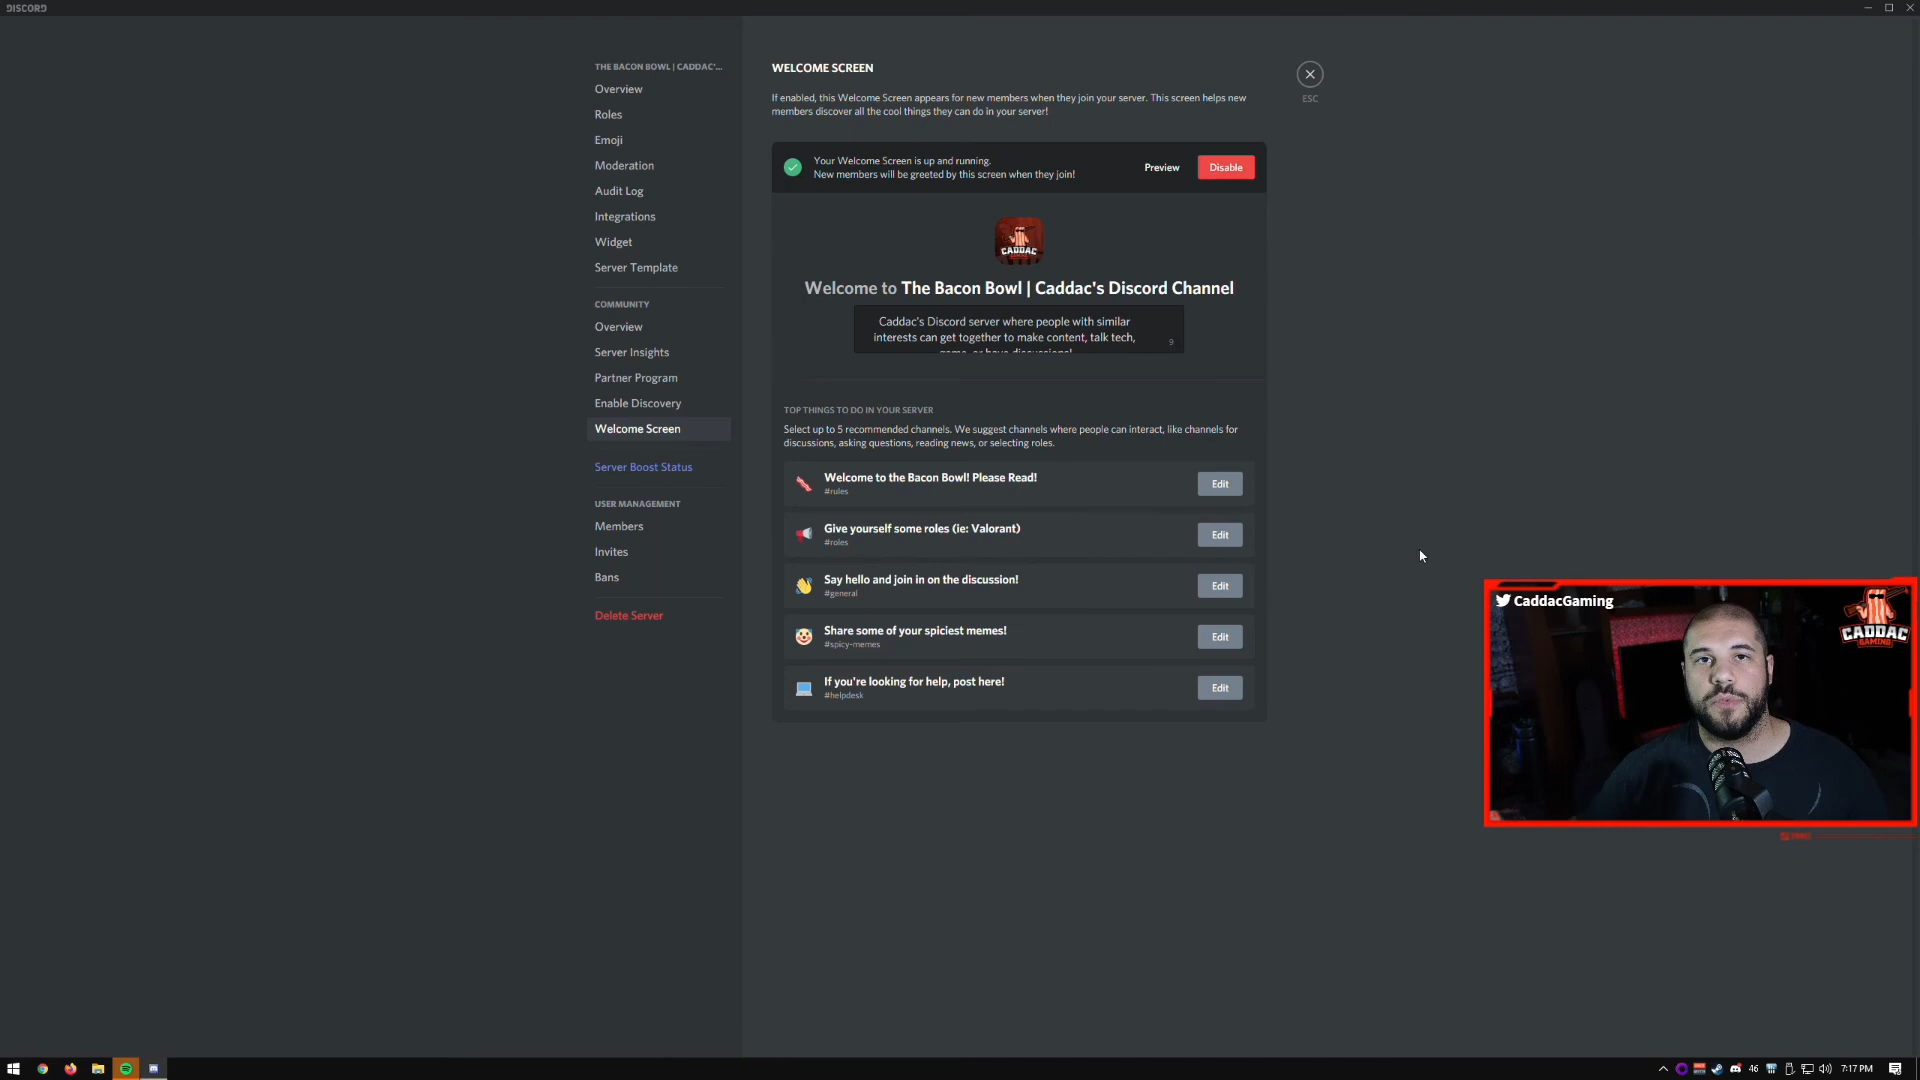 DISCORD
THE BACON BOWL | CADDAC'...
Overview
Roles
Emoji
Moderation
Audit Log
Integrations
Widget
Server Template
COMMUNITY
Overview
Server Insights
Partner Program
Enable Discovery
Welcome Screen
Server Boost Status
USER MANAGEMENT
Members
Invites
Bans
Delete Server
WELCOME SCREEN
If enabled, this Welcome Screen appears for new members when they join your server. This screen helps new
members discover all the cool things they can do in your server!
ESC
Your Welcome Screen is up and running.
New members will be greeted by this screen when they join!
Preview
Disable
CADDAC
Welcome to The Bacon Bowl | Caddac's Discord Channel
Caddac's Discord server where people with similar
interests can get together to make content, talk tech,
game, or have discussions!
9
TOP THINGS TO DO IN YOUR SERVER
Select up to 5 recommended channels. We suggest channels where people can interact, like channels for
discussions, asking questions, reading news, or selecting roles.
Welcome to the Bacon Bowl! Please Read!
#rules
Edit
Give yourself some roles (ie: Valorant)
#roles
Edit
Say hello and join in on the discussion!
#general
Edit
Share some of your spiciest memes!
#spicy-memes
Edit
If you're looking for help, post here!
#helpdesk
Edit
CaddacGaming
CADDAC
GAMING
46
7:17 PM